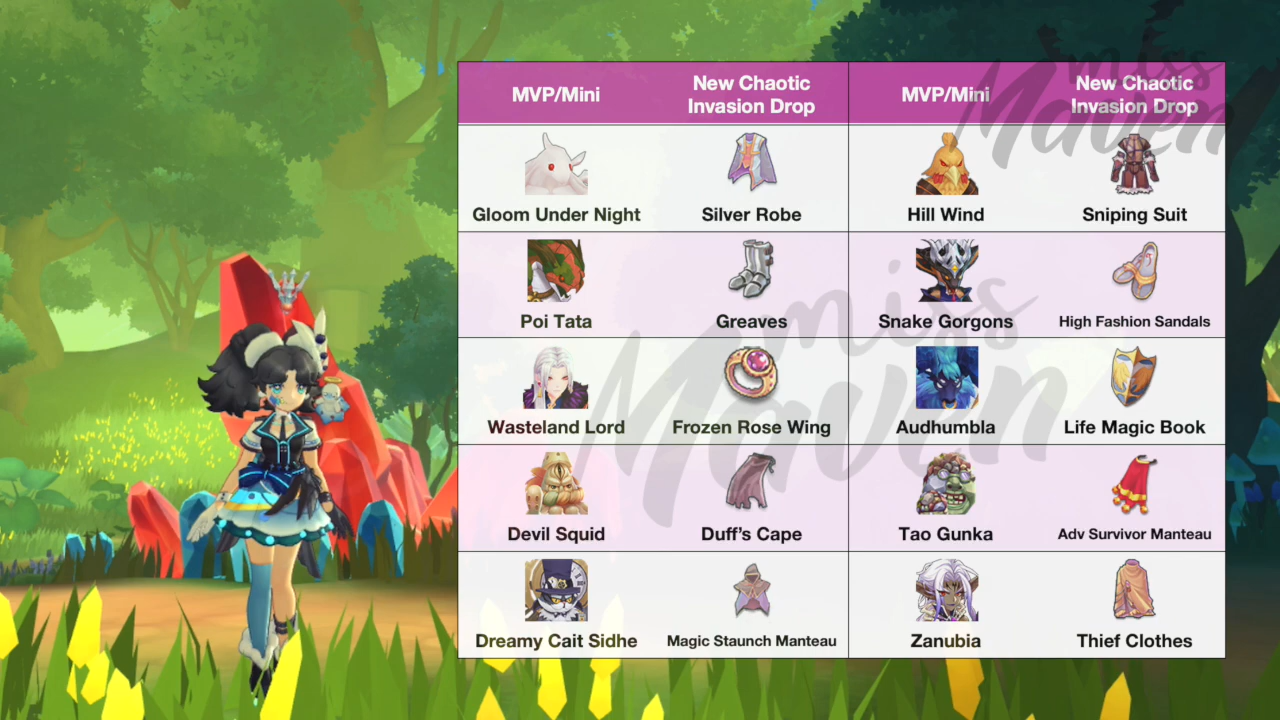 MVP/Mini New Chaotic Invasion Drop MVP/Mini New Chaotic Invasion Drop
Gloom Under Night Silver Robe Hill Wind Sniping Suit
Poi Tata Greaves Snake Gorgons High Fashion Sandals
Wasteland Lord Frozen Rose Wing Audhumbla Life Magic Book
Devil Squid Duff’s Cape Tao Gunka Adv Survivor Manteau
Dreamy Cait Sidhe Magic Staunch Manteau Zanubia Thief Clothes
miss
Maven
miss
Maven